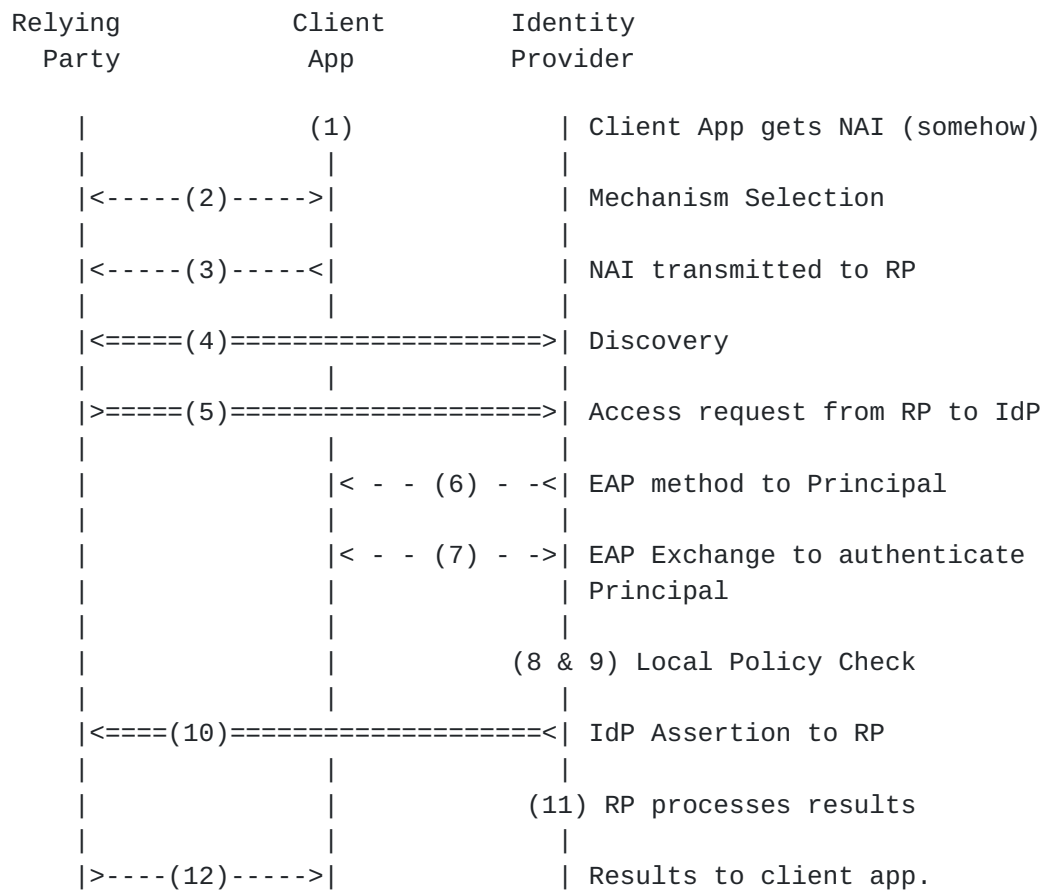 Relying           Client        Identity
  Party            App          Provider

    |              (1)             | Client App gets NAI (somehow)
    |               |              |
    |<-----(2)----->|              | Mechanism Selection
    |               |              |
    |<-----(3)-----<|              | NAI transmitted to RP
    |               |              |
    |<=====(4)====================>| Discovery
    |               |              |
    |>=====(5)====================>| Access request from RP to IdP
    |               |              |
    |               |< - - (6) - -<| EAP method to Principal
    |               |              |
    |               |< - - (7) - ->| EAP Exchange to authenticate
    |               |              | Principal
    |               |              |
    |               |           (8 & 9) Local Policy Check
    |               |              |
    |<====(10)====================<| IdP Assertion to RP
    |               |              |
    |               |            (11) RP processes results
    |               |              |
    |>----(12)----->|              | Results to client app.